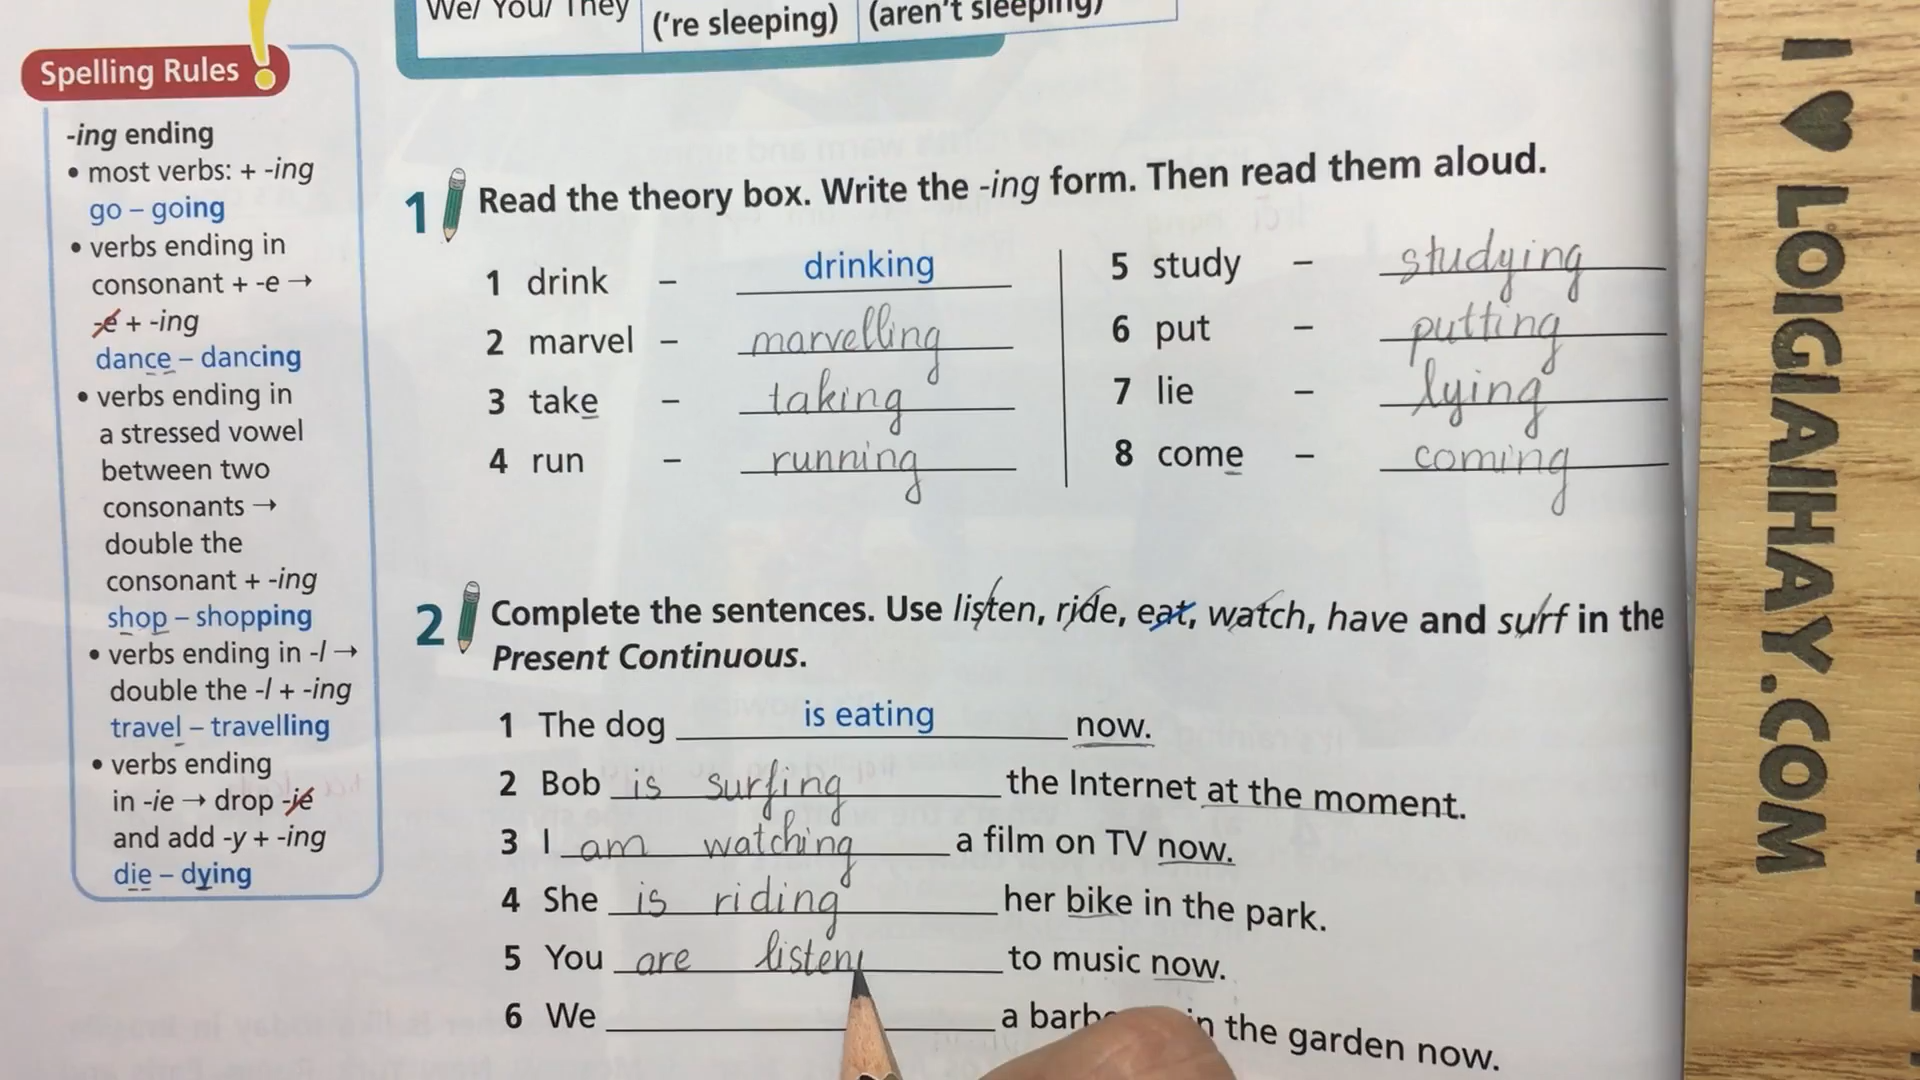 We/ You/ They
('re sleeping)
(aren't sleeping)
Spelling Rules !
-ing ending
• most verbs: + -ing
go – going
• verbs ending in
consonant + -e →
-e + -ing
dance – dancing
• verbs ending in
a stressed vowel
between two
consonants →
double the
consonant + -ing
shop – shopping
• verbs ending in -l →
double the -l + -ing
travel – travelling
• verbs ending
in -ie → drop -ie
and add -y + -ing
die – dying
1 Read the theory box. Write the -ing form. Then read them aloud.
1 drink – drinking
2 marvel – marvelling
3 take – taking
4 run – running
5 study – studying
6 put – putting
7 lie – lying
8 come – coming
2 Complete the sentences. Use listen, ride, eat, watch, have and surf in the
Present Continuous.
1 The dog is eating now.
2 Bob is surfing the Internet at the moment.
3 I am watching a film on TV now.
4 She is riding her bike in the park.
5 You are listen to music now.
6 We a in the garden now.
I ♥ LOIGIAIHAY.COM